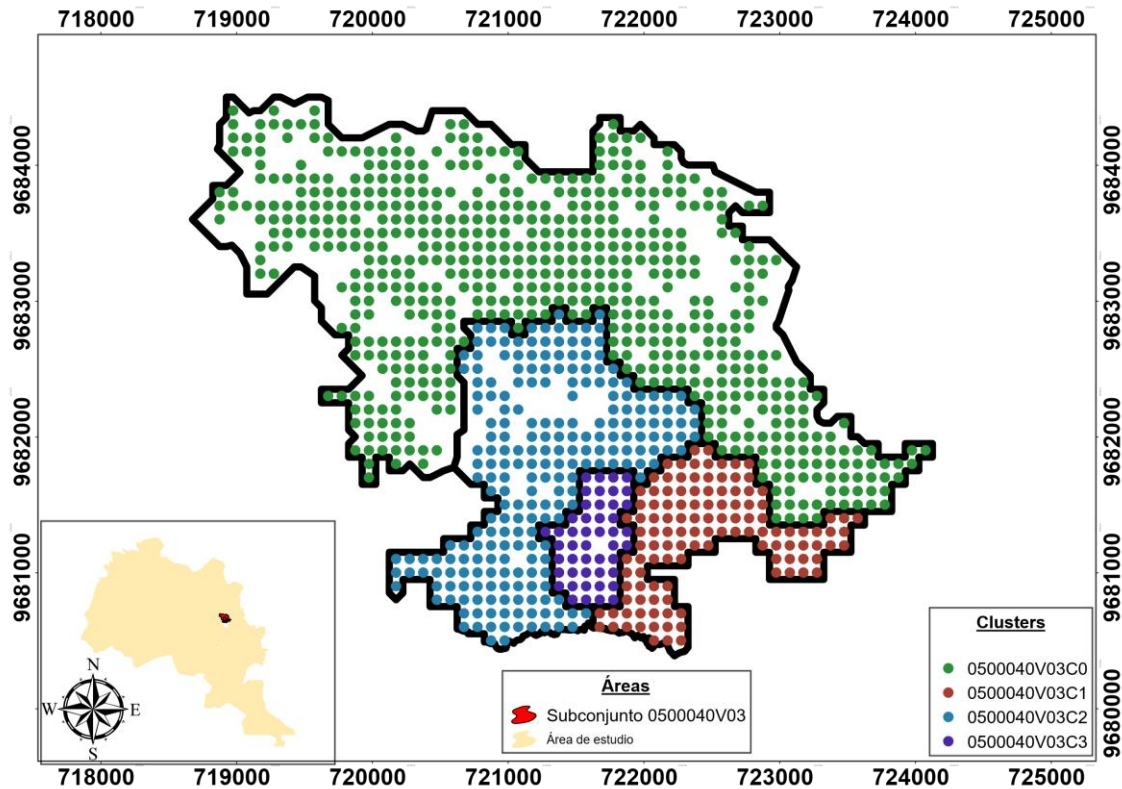 718000 719000 720000 721000 722000 723000 724000 725000
9684000 9684000
9683000 9683000
9682000 9682000
9681000 9681000
9680000 9680000
N
W E
S
Áreas
Subconjunto 0500040V03
Área de estudio
Clusters
0500040V03C0
0500040V03C1
0500040V03C2
0500040V03C3
718000 719000 720000 721000 722000 723000 724000 725000